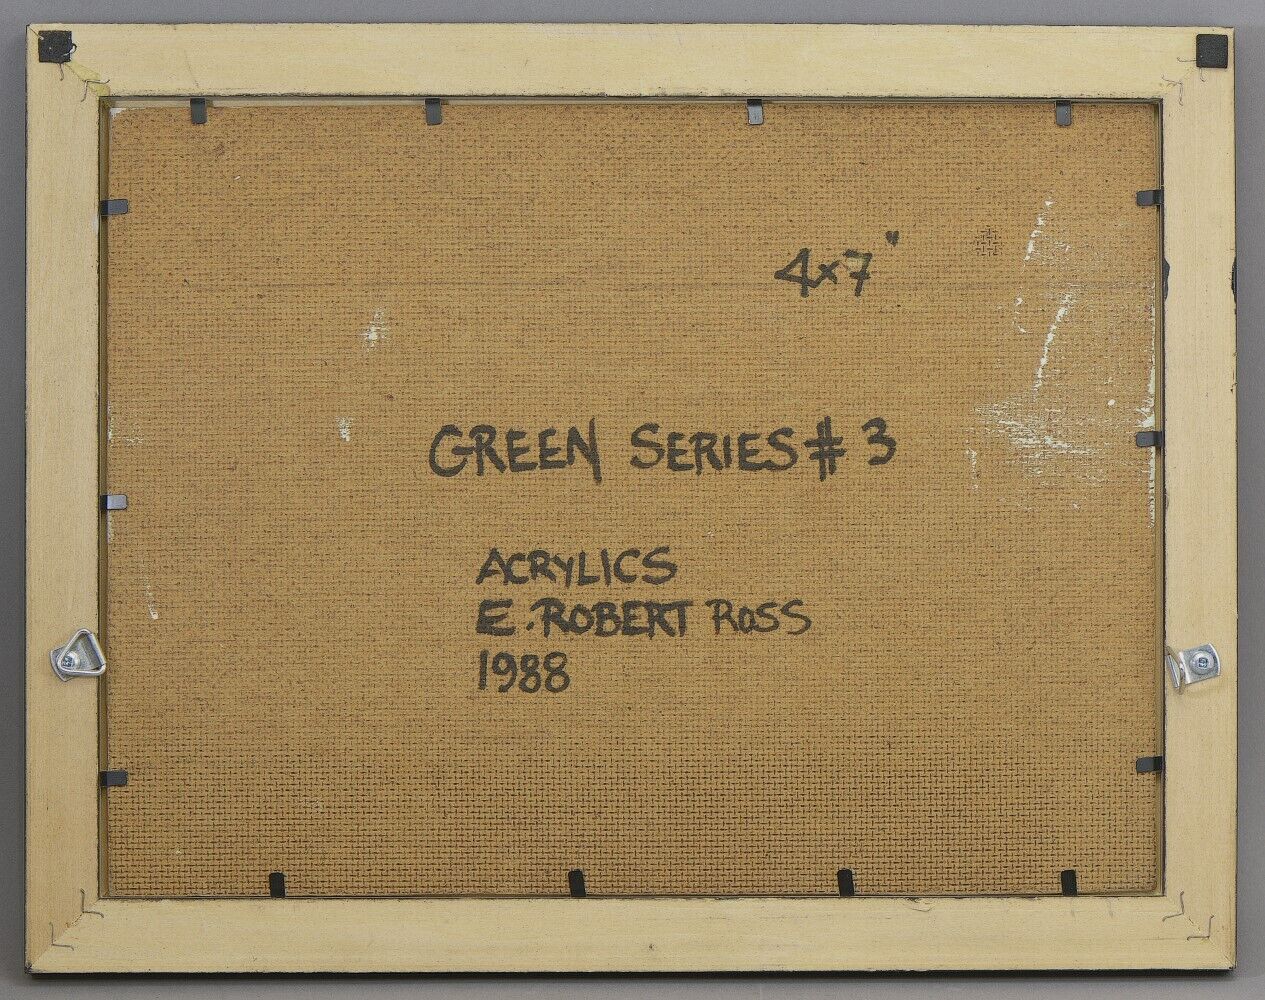 4x7"
GREEN SERIES # 3
ACRYLICS
E. ROBERT ROSS
1988